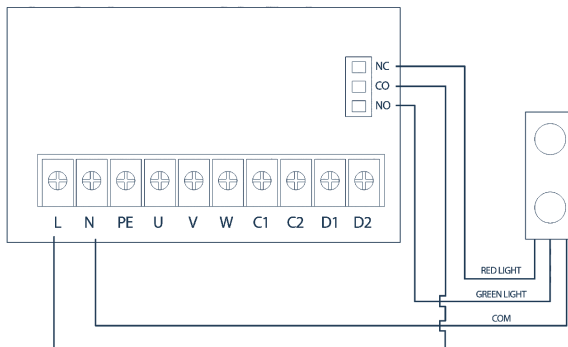 NC
CO
NO
L N PE U V W C1 C2 D1 D2
RED LIGHT
GREEN LIGHT
COM